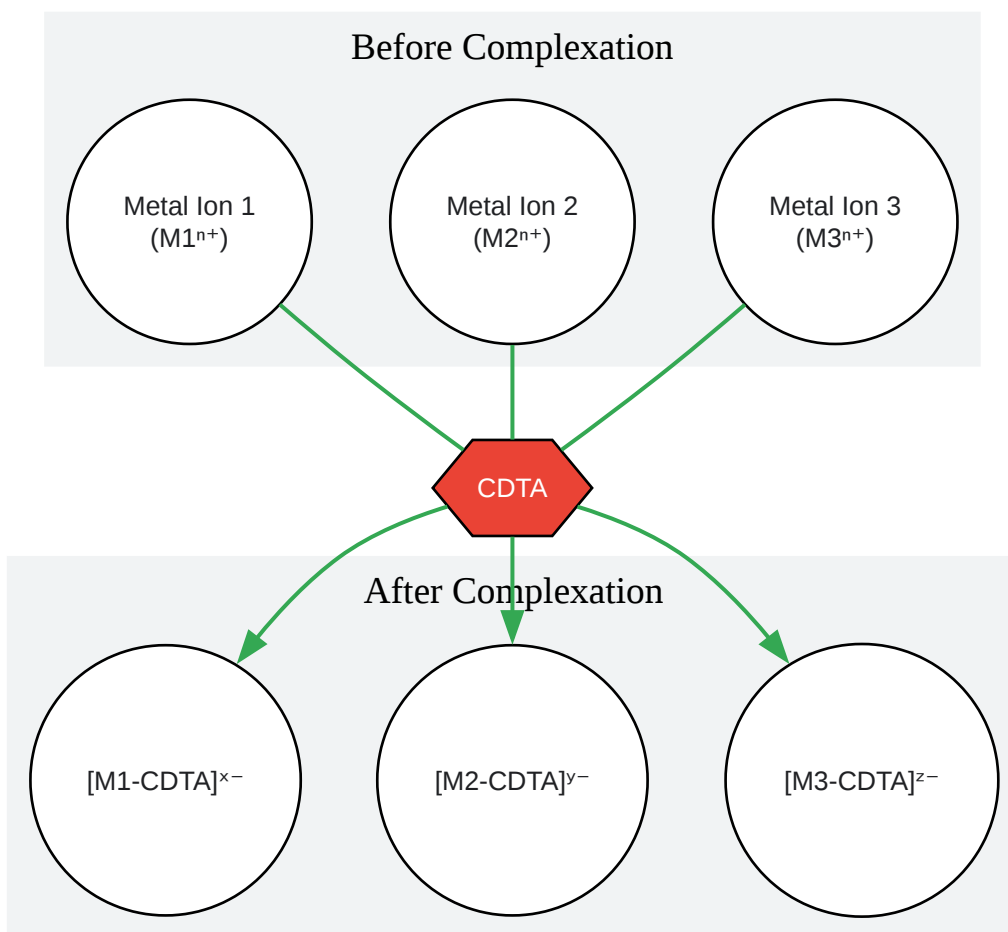 Before Complexation
Metal Ion 1
(M1ⁿ⁺)
Metal Ion 2
(M2ⁿ⁺)
Metal Ion 3
(M3ⁿ⁺)
CDTA
After Complexation
[M1-CDTA]ˣ⁻
[M2-CDTA]ʸ⁻
[M3-CDTA]ᶻ⁻